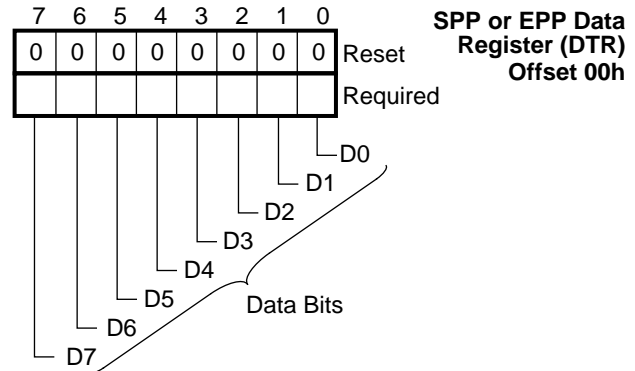 7 6 5 4 3 2 1 0
SPP or EPP Data
Register (DTR)
Offset 00h
0 0 0 0 0 0 0 0 Reset
Required
D0
D1
D2
D3
D4
D5
D6
D7
Data Bits